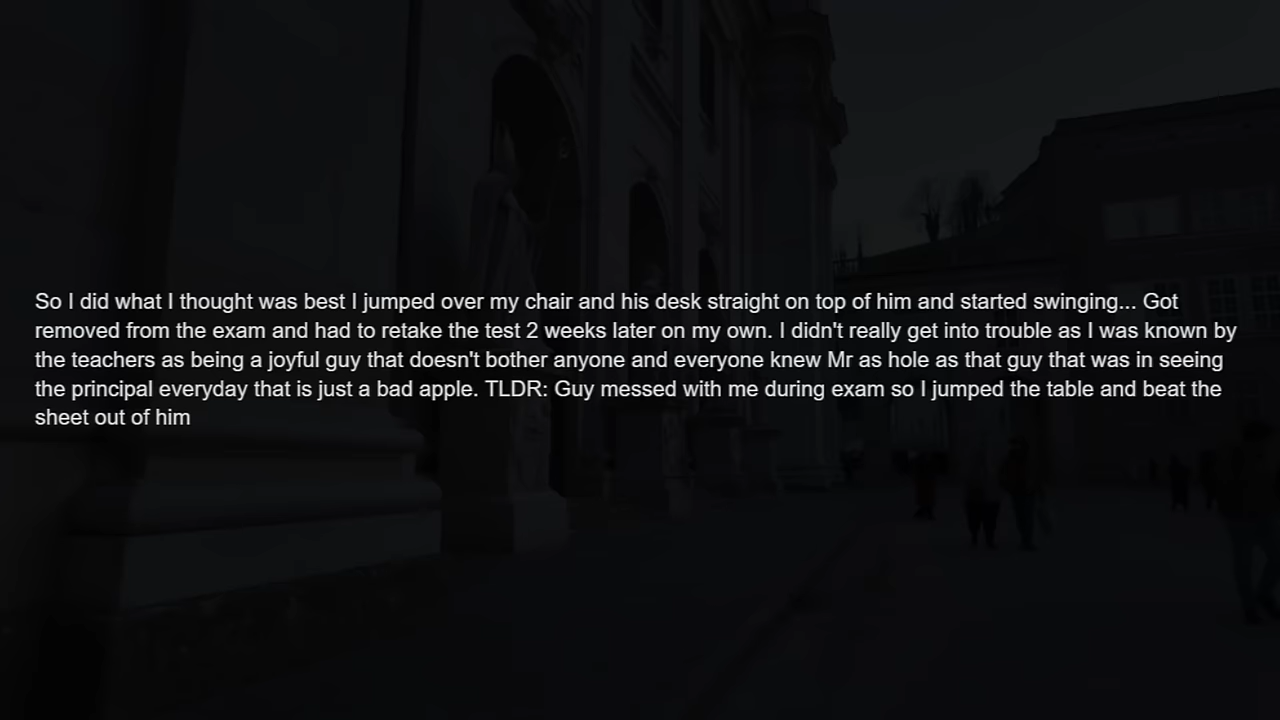 So I did what I thought was best I jumped over my chair and his desk straight on top of him and started swinging... Got
removed from the exam and had to retake the test 2 weeks later on my own. I didn't really get into trouble as I was known by
the teachers as being a joyful guy that doesn't bother anyone and everyone knew Mr as hole as that guy that was in seeing
the principal everyday that is just a bad apple. TLDR: Guy messed with me during exam so I jumped the table and beat the
sheet out of him